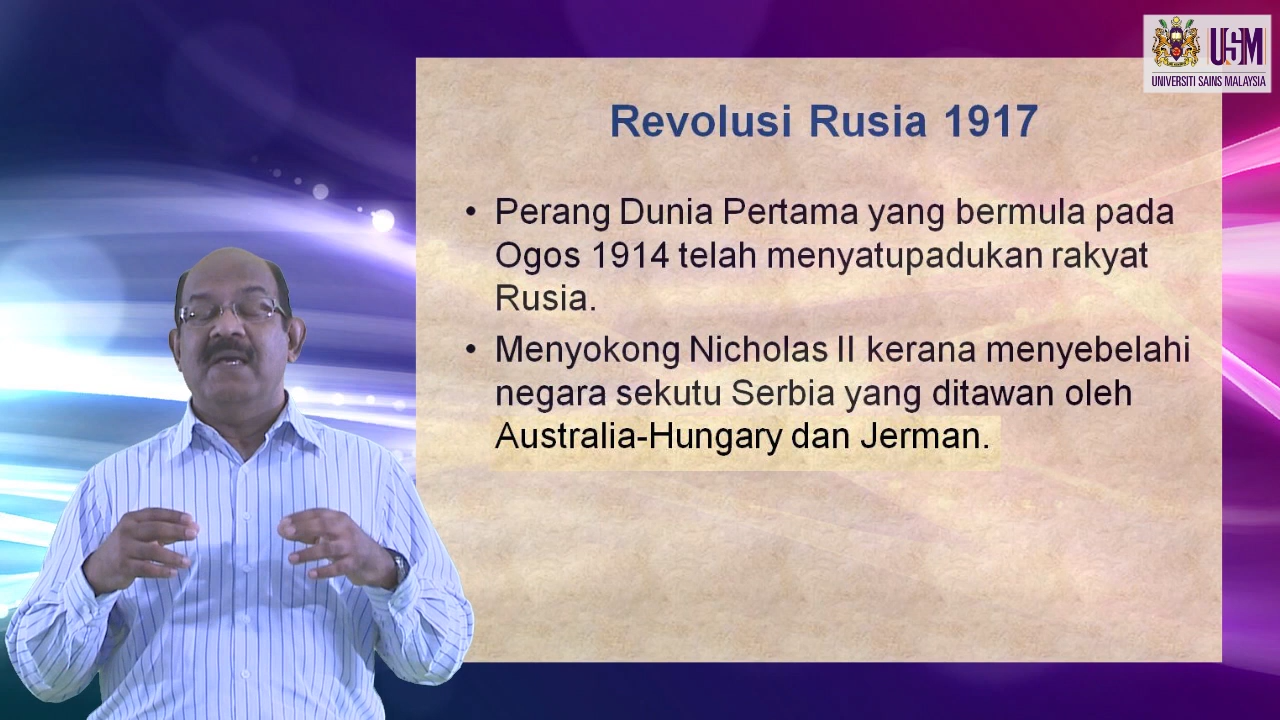 USM
UNIVERSITI SAINS MALAYSIA
Revolusi Rusia 1917
• Perang Dunia Pertama yang bermula pada
Ogos 1914 telah menyatupadukan rakyat
Rusia.
• Menyokong Nicholas II kerana menyebelahi
negara sekutu Serbia yang ditawan oleh
Australia-Hungary dan Jerman.